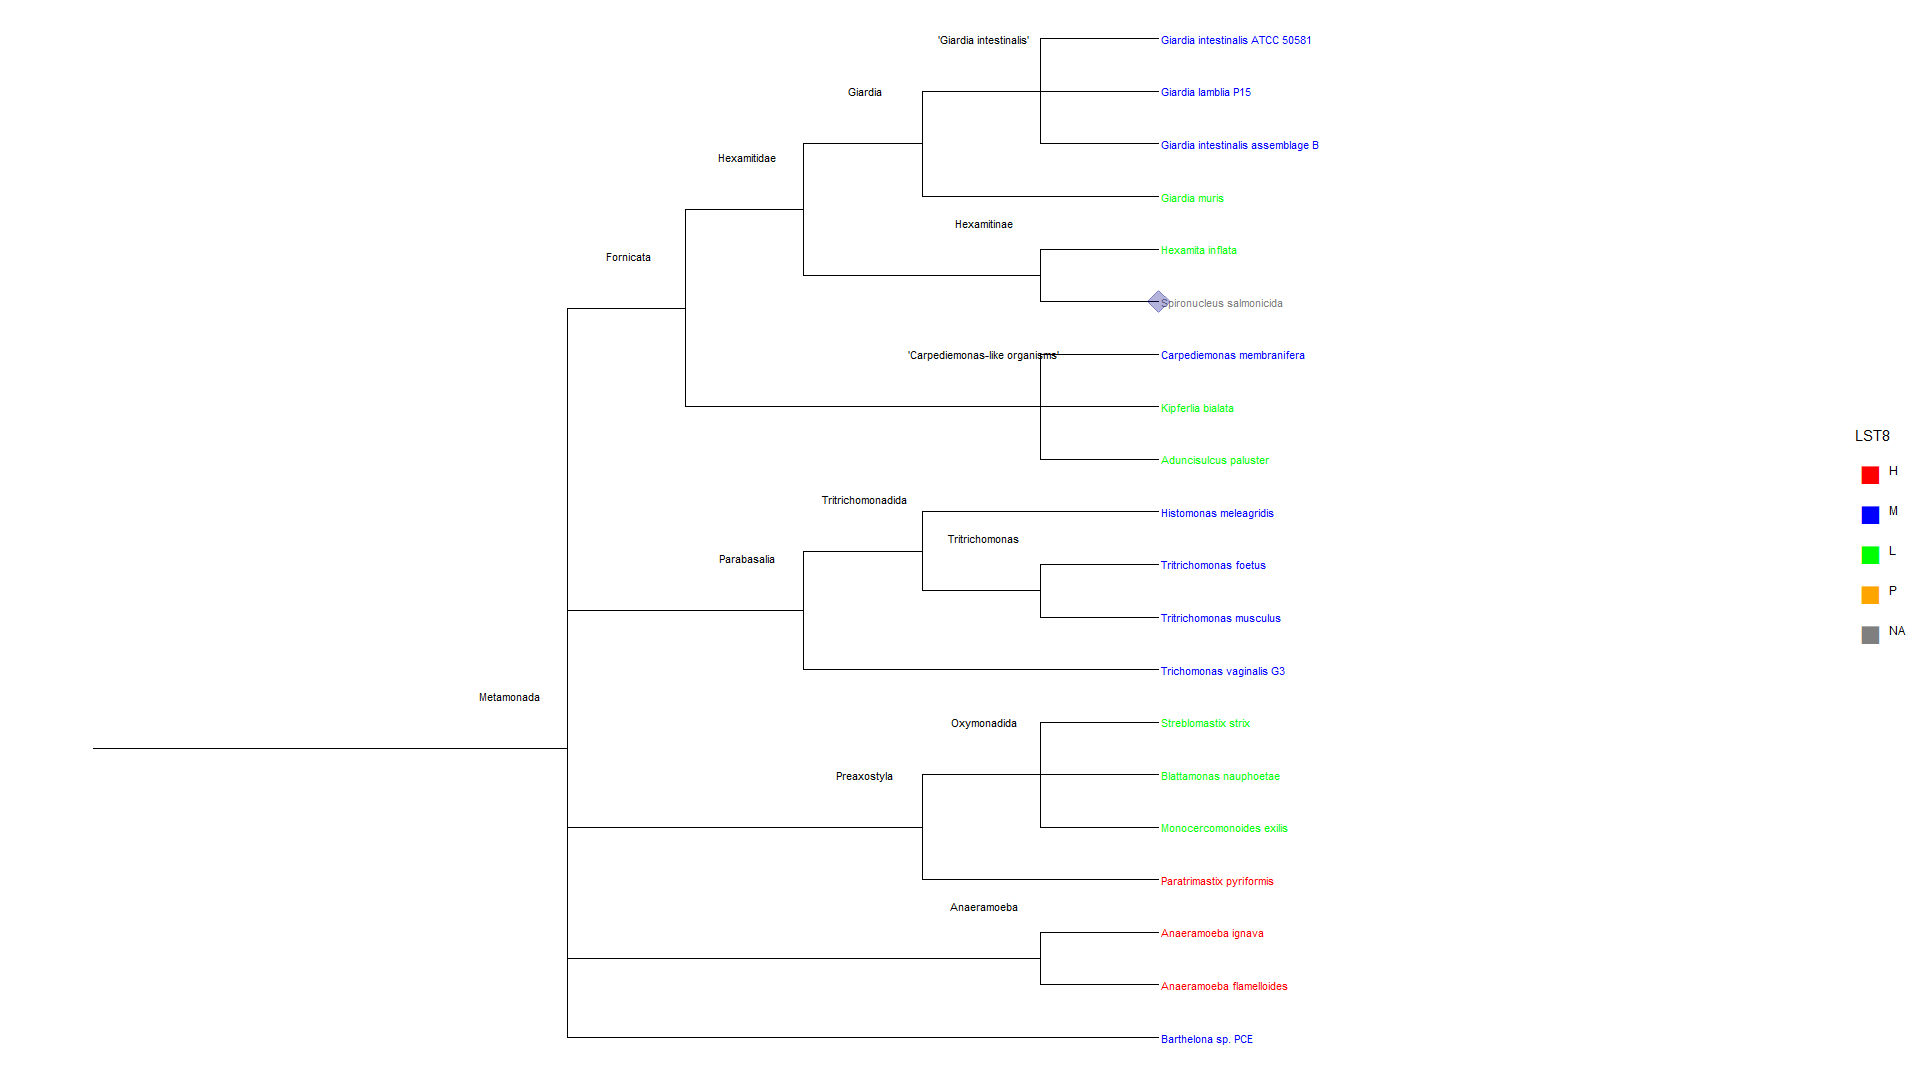 'Giardia intestinalis'
Giardia intestinalis ATCC 50581
Giardia
Giardia lamblia P15
Giardia intestinalis assemblage B
Hexamitidae
Giardia muris
Hexamitinae
Hexamita inflata
Fornicata
Spironucleus salmonicida
'Carpediemonas-like organisms'
Carpediemonas membranifera
Kipferlia bialata
Aduncisulcus paluster
Tritrichomonadida
Histomonas meleagridis
Tritrichomonas
Parabasalia
Tritrichomonas foetus
Tritrichomonas musculus
Trichomonas vaginalis G3
Metamonada
Oxymonadida
Streblomastix strix
Preaxostyla
Blattamonas nauphoetae
Monocercomonoides exilis
Paratrimastix pyriformis
Anaeramoeba
Anaeramoeba ignava
Anaeramoeba flamelloides
Barthelona sp. PCE
LST8
H
M
L
P
NA